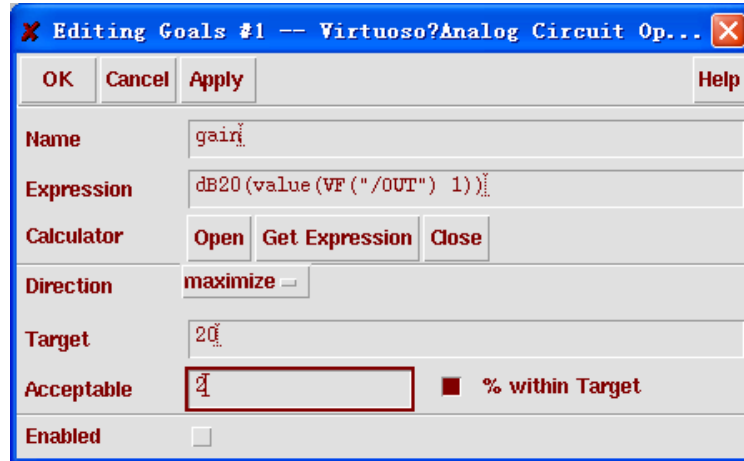 Editing Goals #1 -- Virtuoso?Analog Circuit Op...
OK Cancel Apply Help
Name gain
Expression dB20(value(VF("/OUT") 1))
Calculator Open Get Expression Close
Direction maximize
Target 20
Acceptable 2 % within Target
Enabled